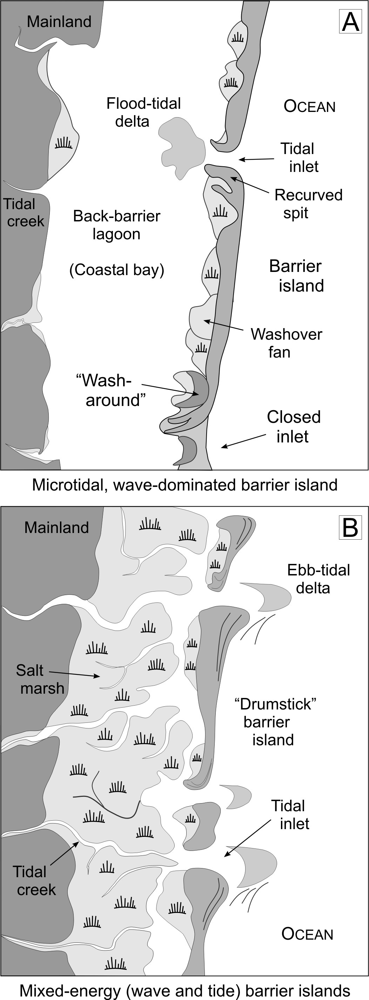 Mainland
A
Flood-tidal
delta
OCEAN
Tidal
inlet
Recurved
spit
Tidal
creek
Back-barrier
lagoon
(Coastal bay)
Barrier
island
Washover
fan
“Wash-
around”
Closed
inlet
Microtidal, wave-dominated barrier island
Mainland
B
Ebb-tidal
delta
Salt
marsh
“Drumstick”
barrier
island
Tidal
inlet
Tidal
creek
OCEAN
Mixed-energy (wave and tide) barrier islands